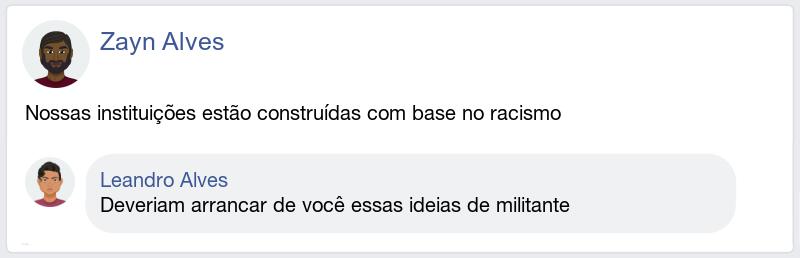 Zayn Alves
Nossas instituições estão construídas com base no racismo
Leandro Alves
Deveriam arrancar de você essas ideias de militante